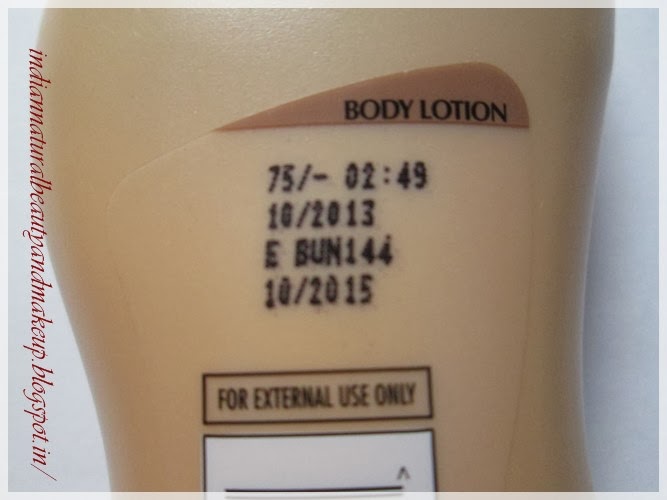 BODY LOTION
75/- 02:49
10/2013
E BUN144
10/2015
FOR EXTERNAL USE ONLY
indiannaturalbeautyandmakeup.blogspot.in/